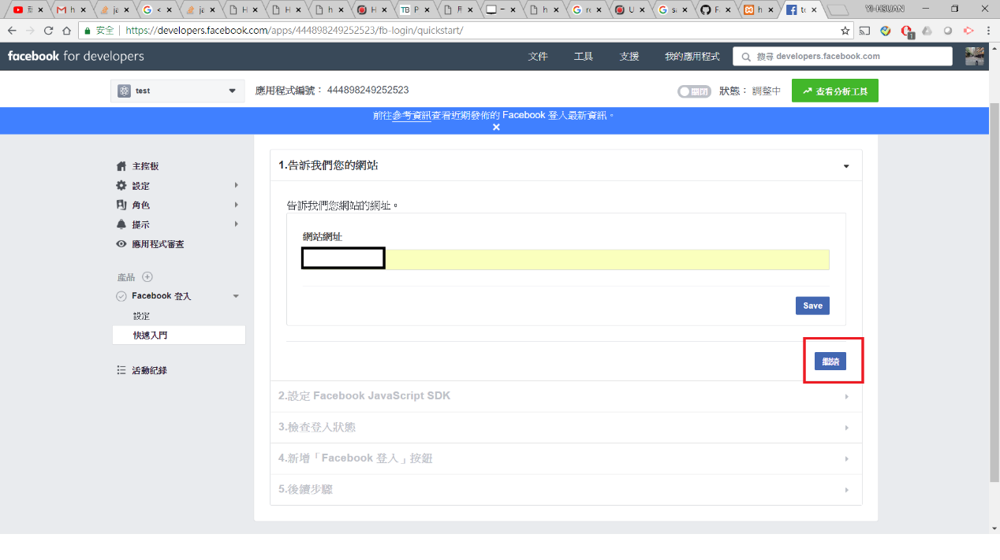 YI-HSUAN
安全 https://developers.facebook.com/apps/444898249252523/fb-login/quickstart/
1
facebook for developers 文件 工具 支援 我的應用程式 搜尋 developers.facebook.com
test 應用程式編號： 444898249252523 關閉 狀態： 調整中 查看分析工具
前往參考資訊查看近期發佈的 Facebook 登入最新資訊。
主控板
設定
角色
提示
應用程式審查
產品
Facebook 登入
設定
快速入門
活動紀錄
1.告訴我們您的網站
告訴我們您網站的網址。
網站網址
Save
繼續
2.設定 Facebook JavaScript SDK
3.檢查登入狀態
4.新增「Facebook 登入」按鈕
5.後續步驟